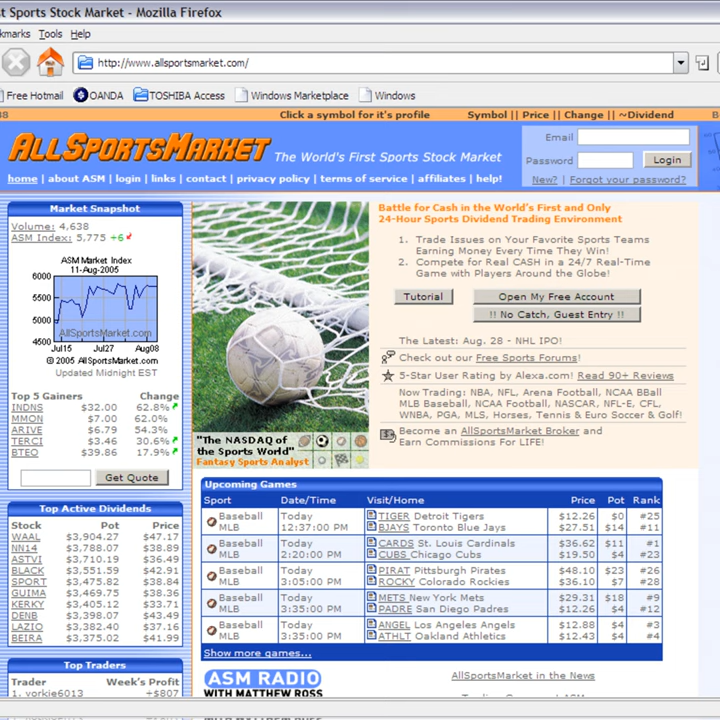 st Sports Stock Market - Mozilla Firefox
kmarks Tools Help
http://www.allsportsmarket.com/
Free Hotmail OANDA TOSHIBA Access Windows Marketplace Windows
38 Click a symbol for it's profile Symbol || Price | Change | ~Dividend
ALLSPORTSMARKET The World's First Sports Stock Market
Email
Password Login
New? | Forgot your password?
home | about ASM | login | links | contact | privacy policy | terms of service | affiliates | help!
Market Snapshot
Volume: 4,638
ASM Index: 5,775 +6
ASM Market Index
11-Aug-2005
6000
5500
5000
4500
AllSportsMarket.com
Jul15 Jul27 Aug08
© 2005 AllSportsMarket.com
Updated Midnight EST
Top 5 Gainers Change
INDNS $32.00 62.8%
MMON $7.00 62.0%
ARIVE $6.79 54.3%
TERCI $3.46 30.6%
BTEO $39.86 17.9%
Get Quote
Top Active Dividends
Stock Pot Price
WAAL $3,904.27 $47.17
NN14 $3,788.07 $38.89
ASTVI $3,710.19 $36.49
BLACK $3,551.59 $42.91
SPORT $3,475.82 $38.84
GUIMA $3,469.75 $38.36
KERKY $3,405.12 $33.71
DENB $3,398.07 $43.49
LAZIO $3,382.40 $37.16
BEIRA $3,375.02 $41.99
Top Traders
Trader Week's Profit
1. yorkie6013 +$807
"The NASDAQ of
the Sports World"
Fantasy Sports Analyst
Battle for Cash in the World's First and Only
24-Hour Sports Dividend Trading Environment
1. Trade Issues on Your Favorite Sports Teams
Earning Money Every Time They Win!
2. Compete for Real CASH in a 24/7 Real-Time
Game with Players Around the Globe!
Tutorial Open My Free Account
!! No Catch, Guest Entry !!
The Latest: Aug. 28 - NHL IPO!
Check out our Free Sports Forums!
5-Star User Rating by Alexa.com! Read 90+ Reviews
Now Trading: NBA, NFL, Arena Football, NCAA BBall
MLB Baseball, NCAA Football, NASCAR, NFL-E, CFL,
WNBA, PGA, MLS, Horses, Tennis & Euro Soccer & Golf!
Become an AllSportsMarket Broker and
Earn Commissions For LIFE!
Upcoming Games
Sport Date/Time Visit/Home Price Pot Rank
Baseball Today TIGER Detroit Tigers $12.26 $0 #25
MLB 12:37:00 PM BJAYS Toronto Blue Jays $27.51 $14 #11
Baseball Today CARDS St. Louis Cardinals $36.62 $11 #1
MLB 2:20:00 PM CUBS Chicago Cubs $19.50 $4 #23
Baseball Today PIRAT Pittsburgh Pirates $48.10 $23 #26
MLB 3:05:00 PM ROCKY Colorado Rockies $36.10 $7 #28
Baseball Today METS New York Mets $29.31 $18 #9
MLB 3:35:00 PM PADRE San Diego Padres $12.26 $4 #12
Baseball Today ANGEL Los Angeles Angels $12.88 $4 #3
MLB 3:35:00 PM ATHLT Oakland Athletics $12.43 $4 #4
Show more games...
ASM RADIO
WITH MATTHEW ROSS
AllSportsMarket in the News